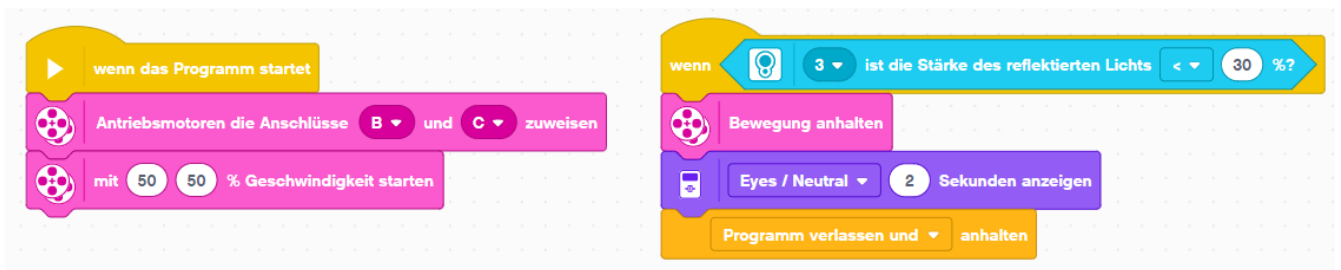 wenn das Programm startet
Antriebsmotoren die Anschlüsse B und C zuweisen
mit 50 50 % Geschwindigkeit starten
wenn 3 ist die Stärke des reflektierten Lichts < 30 %?
Bewegung anhalten
Eyes / Neutral 2 Sekunden anzeigen
Programm verlassen und anhalten